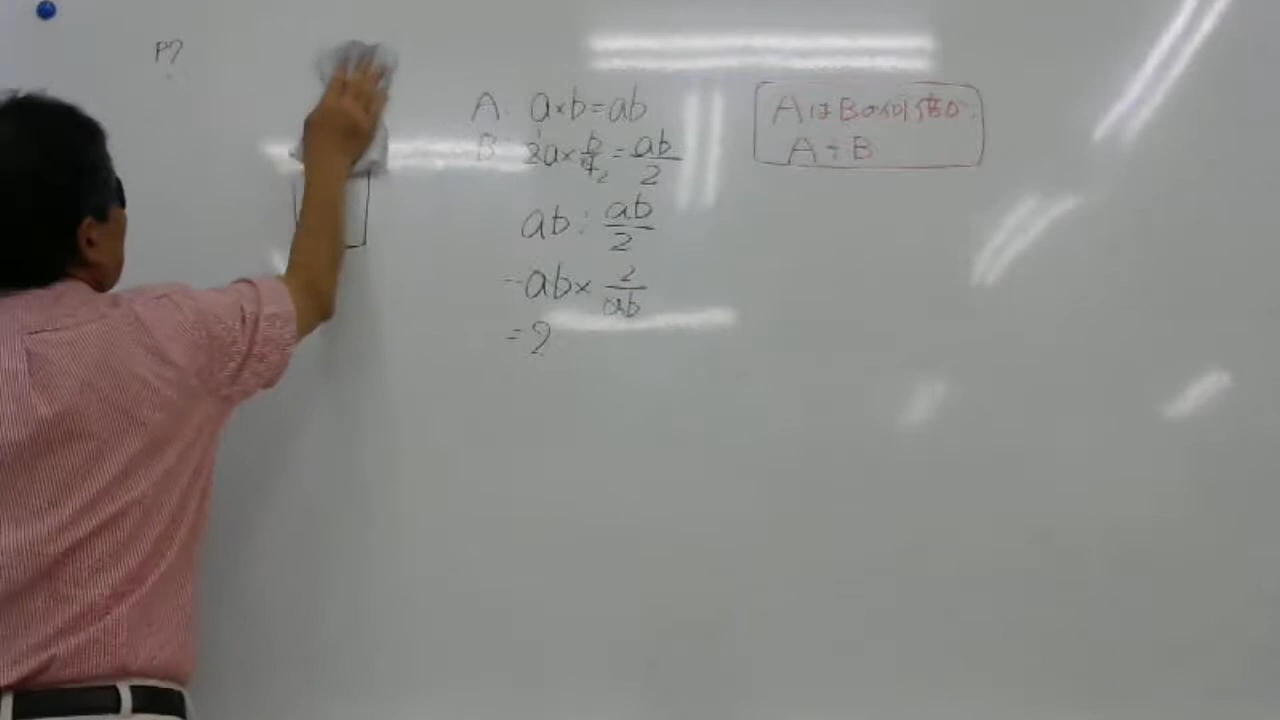 P7
A. a×b=ab
B 2a×b/4=ab/2
ab÷ab/2
=ab×2/ab
=2
AはBの何倍か.
A÷B